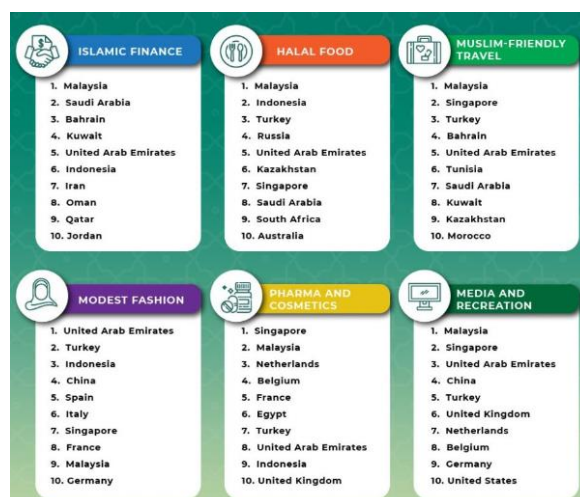 ISLAMIC FINANCE
1. Malaysia
2. Saudi Arabia
3. Bahrain
4. Kuwait
5. United Arab Emirates
6. Indonesia
7. Iran
8. Oman
9. Qatar
10. Jordan
HALAL FOOD
1. Malaysia
2. Indonesia
3. Turkey
4. Russia
5. United Arab Emirates
6. Kazakhstan
7. Singapore
8. Saudi Arabia
9. South Africa
10. Australia
MUSLIM-FRIENDLY
TRAVEL
1. Malaysia
2. Singapore
3. Turkey
4. Bahrain
5. United Arab Emirates
6. Tunisia
7. Saudi Arabia
8. Kuwait
9. Kazakhstan
10. Morocco
MODEST FASHION
1. United Arab Emirates
2. Turkey
3. Indonesia
4. China
5. Spain
6. Italy
7. Singapore
8. France
9. Malaysia
10. Germany
PHARMA AND
COSMETICS
1. Singapore
2. Malaysia
3. Netherlands
4. Belgium
5. France
6. Egypt
7. Turkey
8. United Arab Emirates
9. Indonesia
10. United Kingdom
MEDIA AND
RECREATION
1. Malaysia
2. Singapore
3. United Arab Emirates
4. China
5. Turkey
6. United Kingdom
7. Netherlands
8. Belgium
9. Germany
10. United States